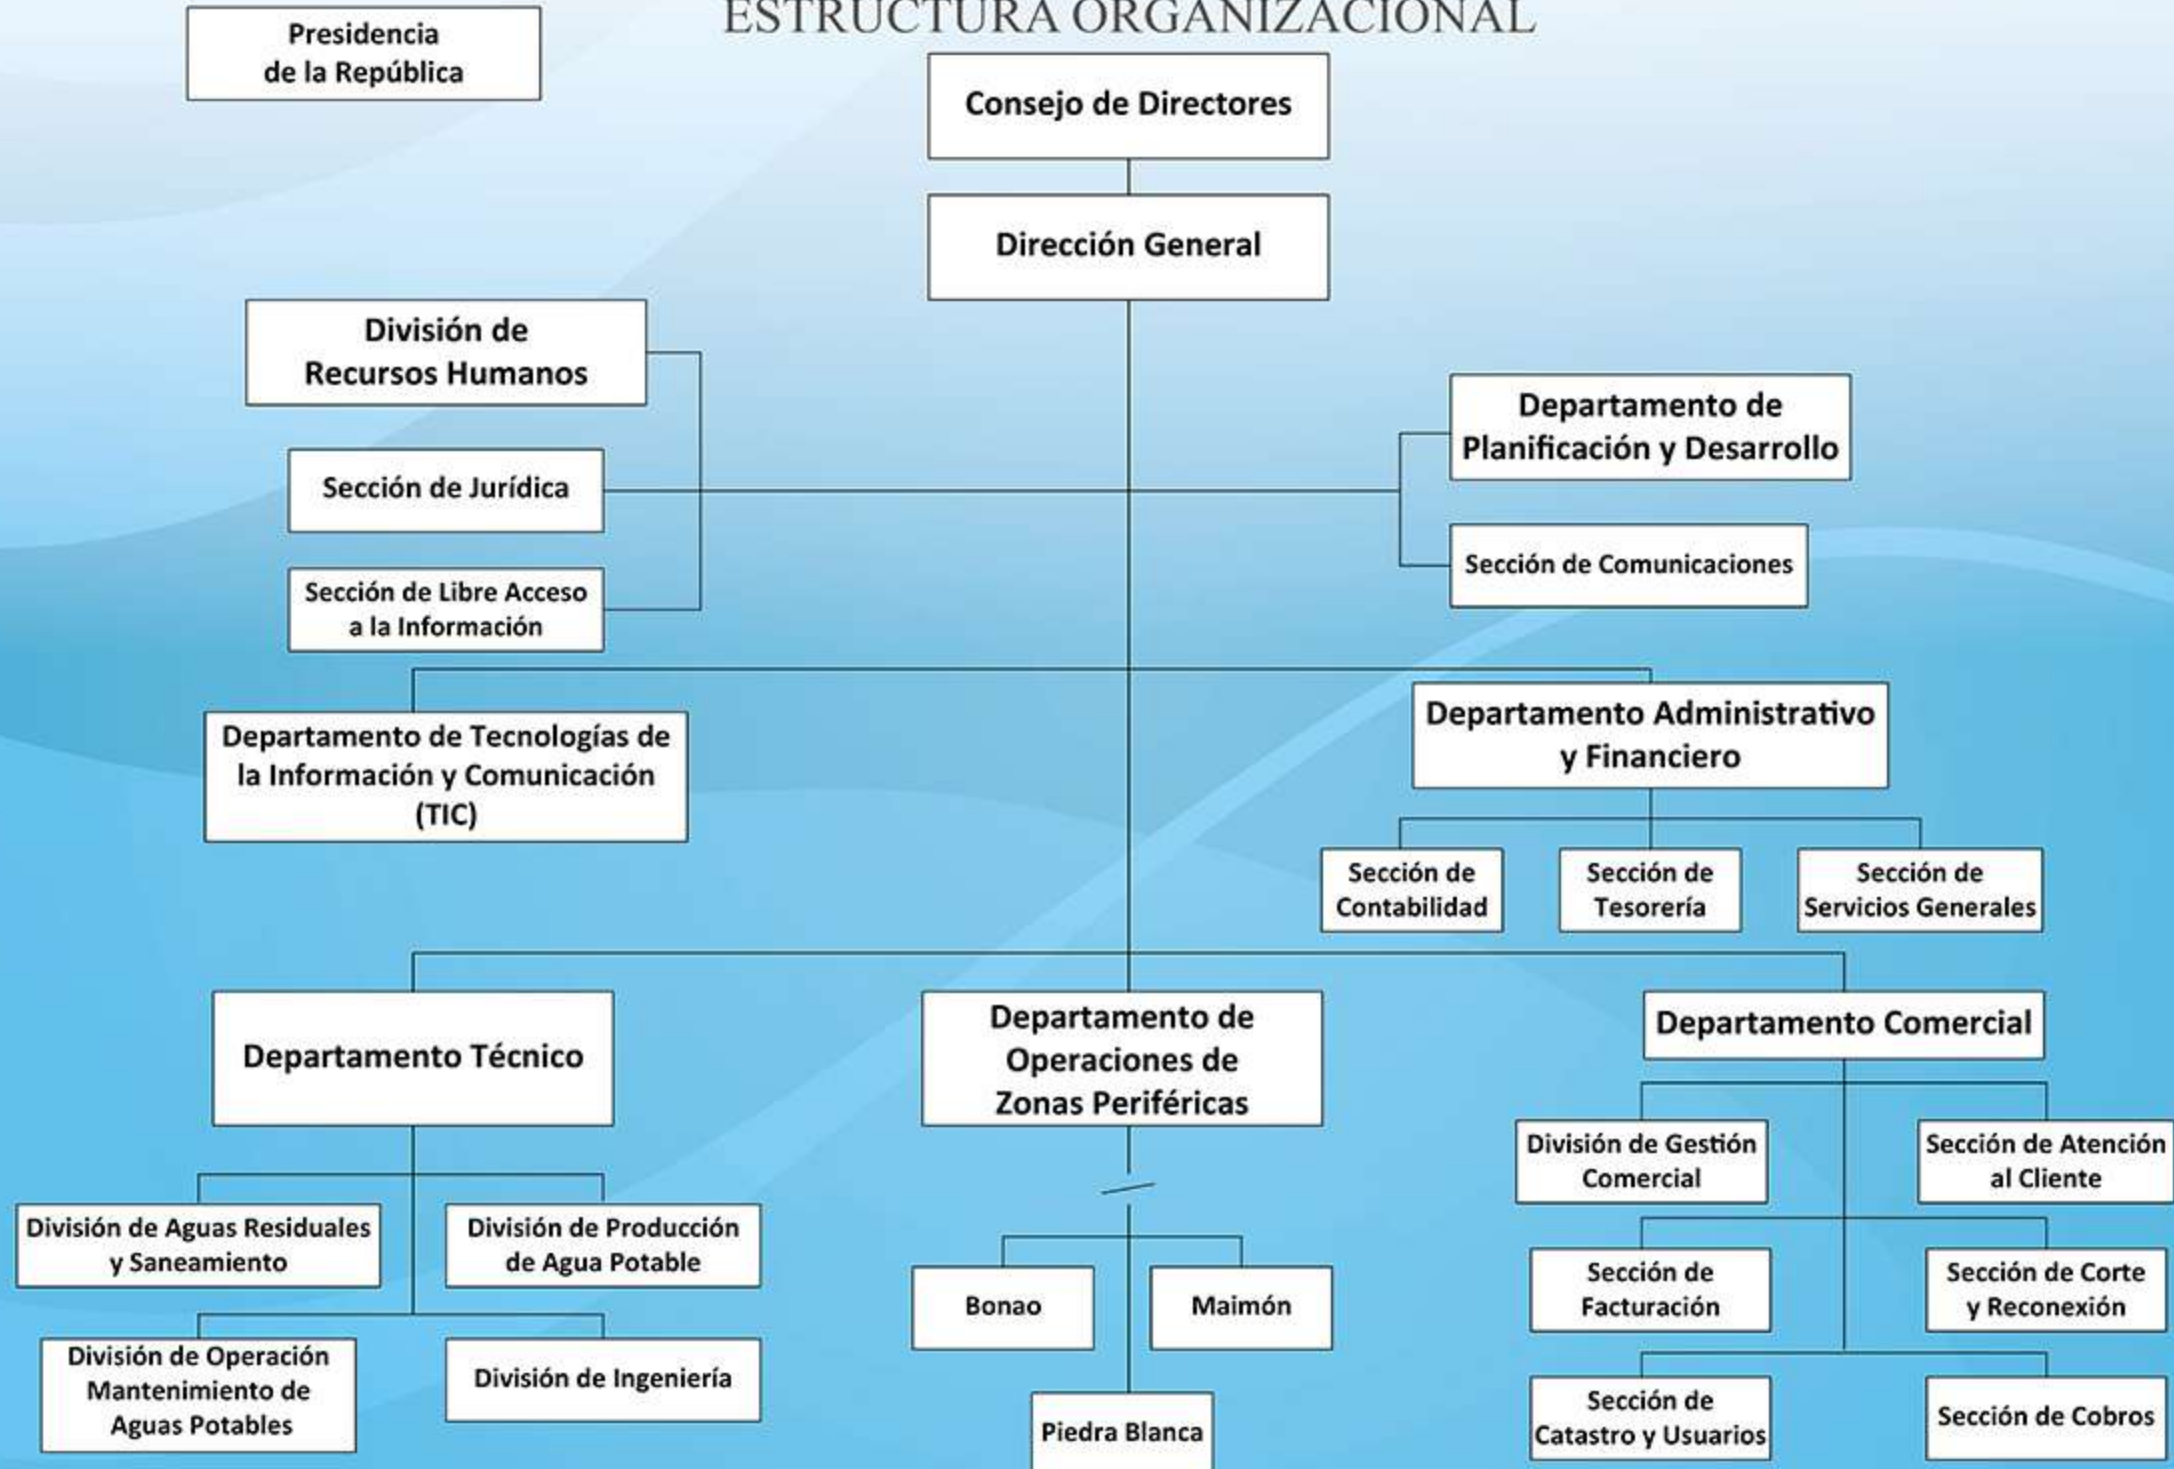 ESTRUCTURA ORGANIZACIONAL
Presidencia
de la República
Consejo de Directores
Dirección General
División de
Recursos Humanos
Sección de Jurídica
Sección de Libre Acceso
a la Información
Departamento de
Planificación y Desarrollo
Sección de Comunicaciones
Departamento de Tecnologías de
la Información y Comunicación
(TIC)
Departamento Administrativo
y Financiero
Sección de
Contabilidad
Sección de
Tesorería
Sección de
Servicios Generales
Departamento Técnico
División de Aguas Residuales
y Saneamiento
División de Producción
de Agua Potable
División de Operación
Mantenimiento de
Aguas Potables
División de Ingeniería
Departamento de
Operaciones de
Zonas Periféricas
Bonao
Maimón
Piedra Blanca
Departamento Comercial
División de Gestión
Comercial
Sección de Atención
al Cliente
Sección de
Facturación
Sección de Corte
y Reconexión
Sección de
Catastro y Usuarios
Sección de Cobros